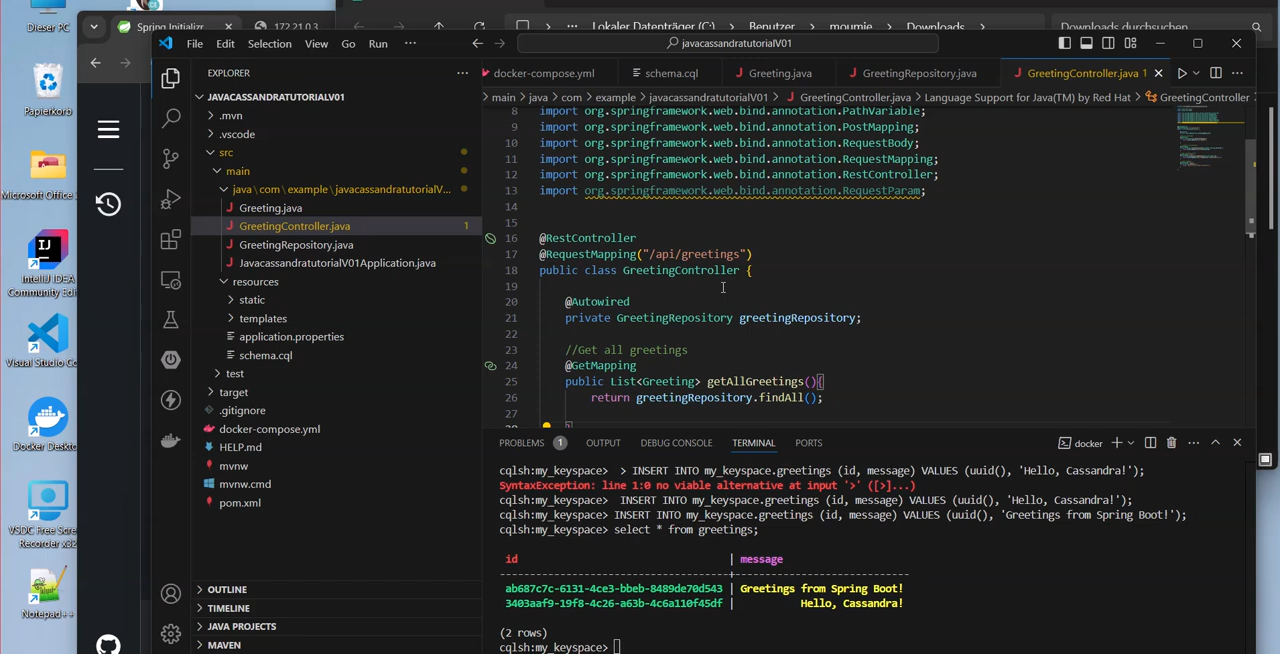 Dieser PC
Papierkorb
Microsoft Office
IntelliJ IDEA
Community Edi
Visual Studio Co
Docker Deskto
VSDC Free Scre
Recorder x32
Notepad++
Spring Initializr
172.21.0.3
Lokaler Datenträger (C:) > Benutzer > moumie > Downloads
Downloads durchsuchen
File Edit Selection View Go Run ···
javacassandratutorialV01
EXPLORER
JAVACASSANDRATUTORIALV01
.mvn
.vscode
src
main
java\com\example\javacassandratutorialV...
Greeting.java
GreetingController.java 1
GreetingRepository.java
JavacassandratutorialV01Application.java
resources
static
templates
application.properties
schema.cql
test
target
.gitignore
docker-compose.yml
HELP.md
mvnw
mvnw.cmd
pom.xml
OUTLINE
TIMELINE
JAVA PROJECTS
MAVEN
docker-compose.yml schema.cql Greeting.java GreetingRepository.java GreetingController.java 1
> main > java > com > example > javacassandratutorialV01 > GreetingController.java > Language Support for Java(TM) by Red Hat > GreetingController
8 import org.springframework.web.bind.annotation.PathVariable;
9 import org.springframework.web.bind.annotation.PostMapping;
10 import org.springframework.web.bind.annotation.RequestBody;
11 import org.springframework.web.bind.annotation.RequestMapping;
12 import org.springframework.web.bind.annotation.RestController;
13 import org.springframework.web.bind.annotation.RequestParam;
14
15
16 @RestController
17 @RequestMapping("/api/greetings")
18 public class GreetingController {
19
20 @Autowired
21 private GreetingRepository greetingRepository;
22
23 //Get all greetings
24 @GetMapping
25 public List<Greeting> getAllGreetings(){
26 return greetingRepository.findAll();
27
28 }
PROBLEMS 1 OUTPUT DEBUG CONSOLE TERMINAL PORTS
docker
cqlsh:my_keyspace> > INSERT INTO my_keyspace.greetings (id, message) VALUES (uuid(), 'Hello, Cassandra!');
SyntaxException: line 1:0 no viable alternative at input '>' ([>]...)
cqlsh:my_keyspace> INSERT INTO my_keyspace.greetings (id, message) VALUES (uuid(), 'Hello, Cassandra!');
cqlsh:my_keyspace> INSERT INTO my_keyspace.greetings (id, message) VALUES (uuid(), 'Greetings from Spring Boot!');
cqlsh:my_keyspace> select * from greetings;
id | message
--------------------------------------+-----------------------------
ab687c7c-6131-4ce3-bbeb-8489de70d543 | Greetings from Spring Boot!
3403aaf9-19f8-4c26-a63b-4c6a110f45df | Hello, Cassandra!
(2 rows)
cqlsh:my_keyspace>